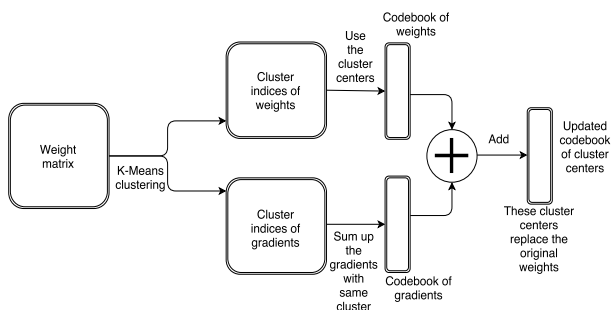 Weight
matrix
K-Means
clustering
Cluster
indices of
weights
Use
the
cluster
centers
Codebook of
weights
Cluster
indices of
gradients
Sum up
the
gradients
with
same
cluster
Codebook of
gradients
Add
Updated
codebook
of cluster
centers
These cluster
centers
replace the
original
weights